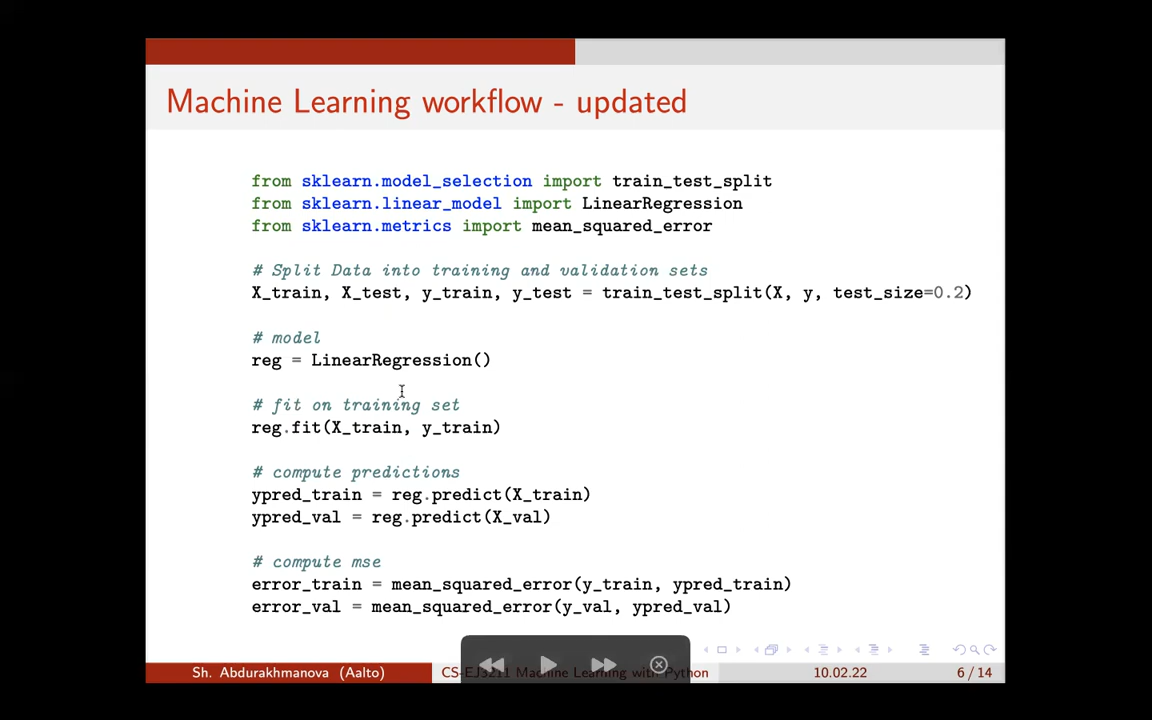 Machine Learning workflow - updated
from sklearn.model_selection import train_test_split
from sklearn.linear_model import LinearRegression
from sklearn.metrics import mean_squared_error
# Split Data into training and validation sets
X_train, X_test, y_train, y_test = train_test_split(X, y, test_size=0.2)
# model
reg = LinearRegression()
# fit on training set
reg.fit(X_train, y_train)
# compute predictions
ypred_train = reg.predict(X_train)
ypred_val = reg.predict(X_val)
# compute mse
error_train = mean_squared_error(y_train, ypred_train)
error_val = mean_squared_error(y_val, ypred_val)
Sh. Abdurakhmanova (Aalto) CS-EJ3211 Machine Learning with Python 10.02.22 6 / 14